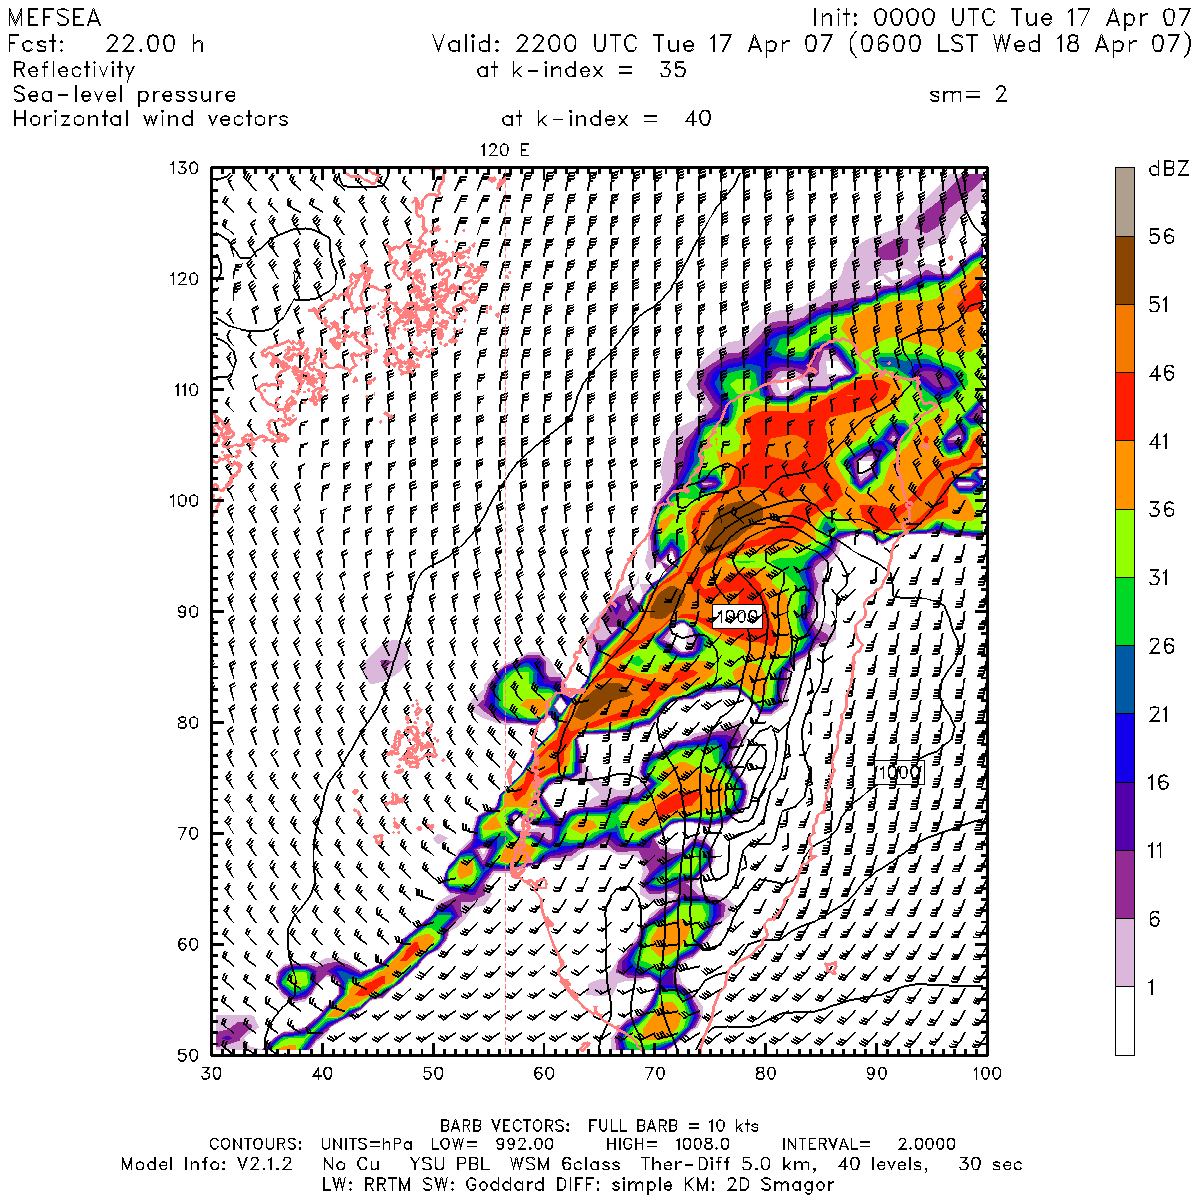 MEFSEA Init: 0000 UTC Tue 17 Apr 07
Fcst: 22.00 h Valid: 2200 UTC Tue 17 Apr 07 (0600 LST Wed 18 Apr 07)
Reflectivity at k-index = 35
Sea-level pressure sm= 2
Horizontal wind vectors at k-index = 40
120 E
130
120
110
100
90
80
70
60
50
30 40 50 60 70 80 90 100
1000
1000
dBZ
56
51
46
41
36
31
26
21
16
11
6
1
BARB VECTORS: FULL BARB = 10 kts
CONTOURS: UNITS=hPa LOW= 992.00 HIGH= 1008.0 INTERVAL= 2.0000
Model Info: V2.1.2 No Cu YSU PBL WSM 6class Ther-Diff 5.0 km, 40 levels, 30 sec
LW: RRTM SW: Goddard DIFF: simple KM: 2D Smagor